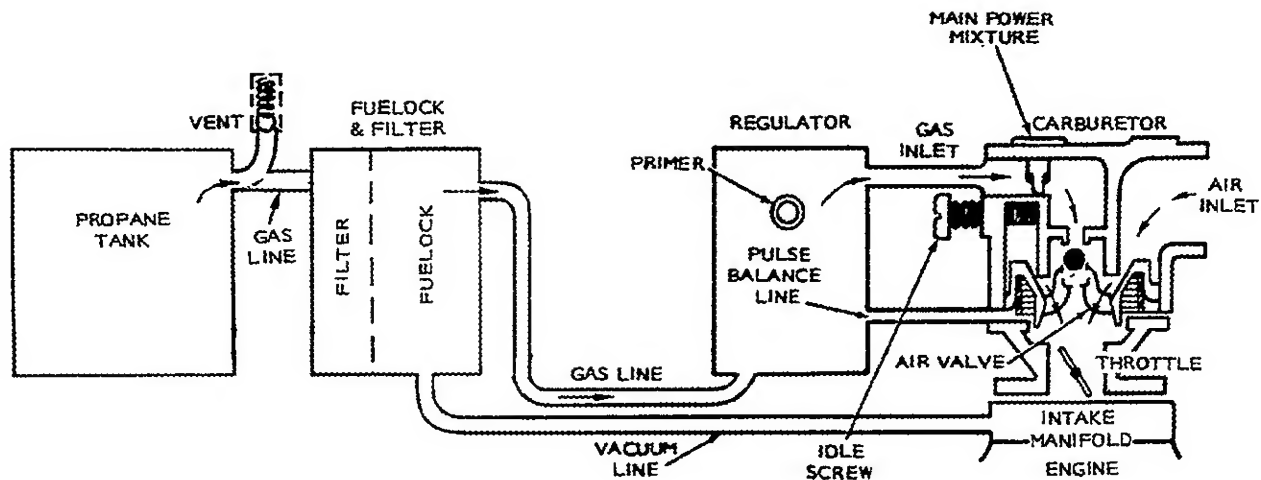 MAIN POWER
MIXTURE
VENT
FUELOCK
& FILTER
REGULATOR
GAS
INLET
CARBURETOR
PRIMER
AIR
INLET
PROPANE
TANK
GAS
LINE
FILTER
FUELOCK
PULSE
BALANCE
LINE
AIR VALVE
THROTTLE
GAS LINE
VACUUM
LINE
IDLE
SCREW
INTAKE
MANIFOLD
ENGINE